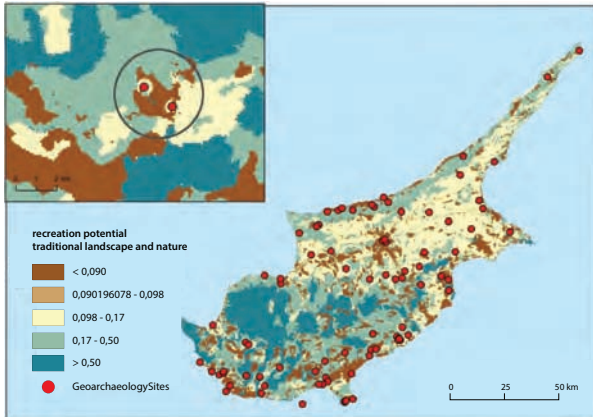 recreation potential
traditional landscape and nature
< 0,090
0,090196078 - 0,098
0,098 - 0,17
0,17 - 0,50
> 0,50
GeoarchaeologySites
0 25 50 km